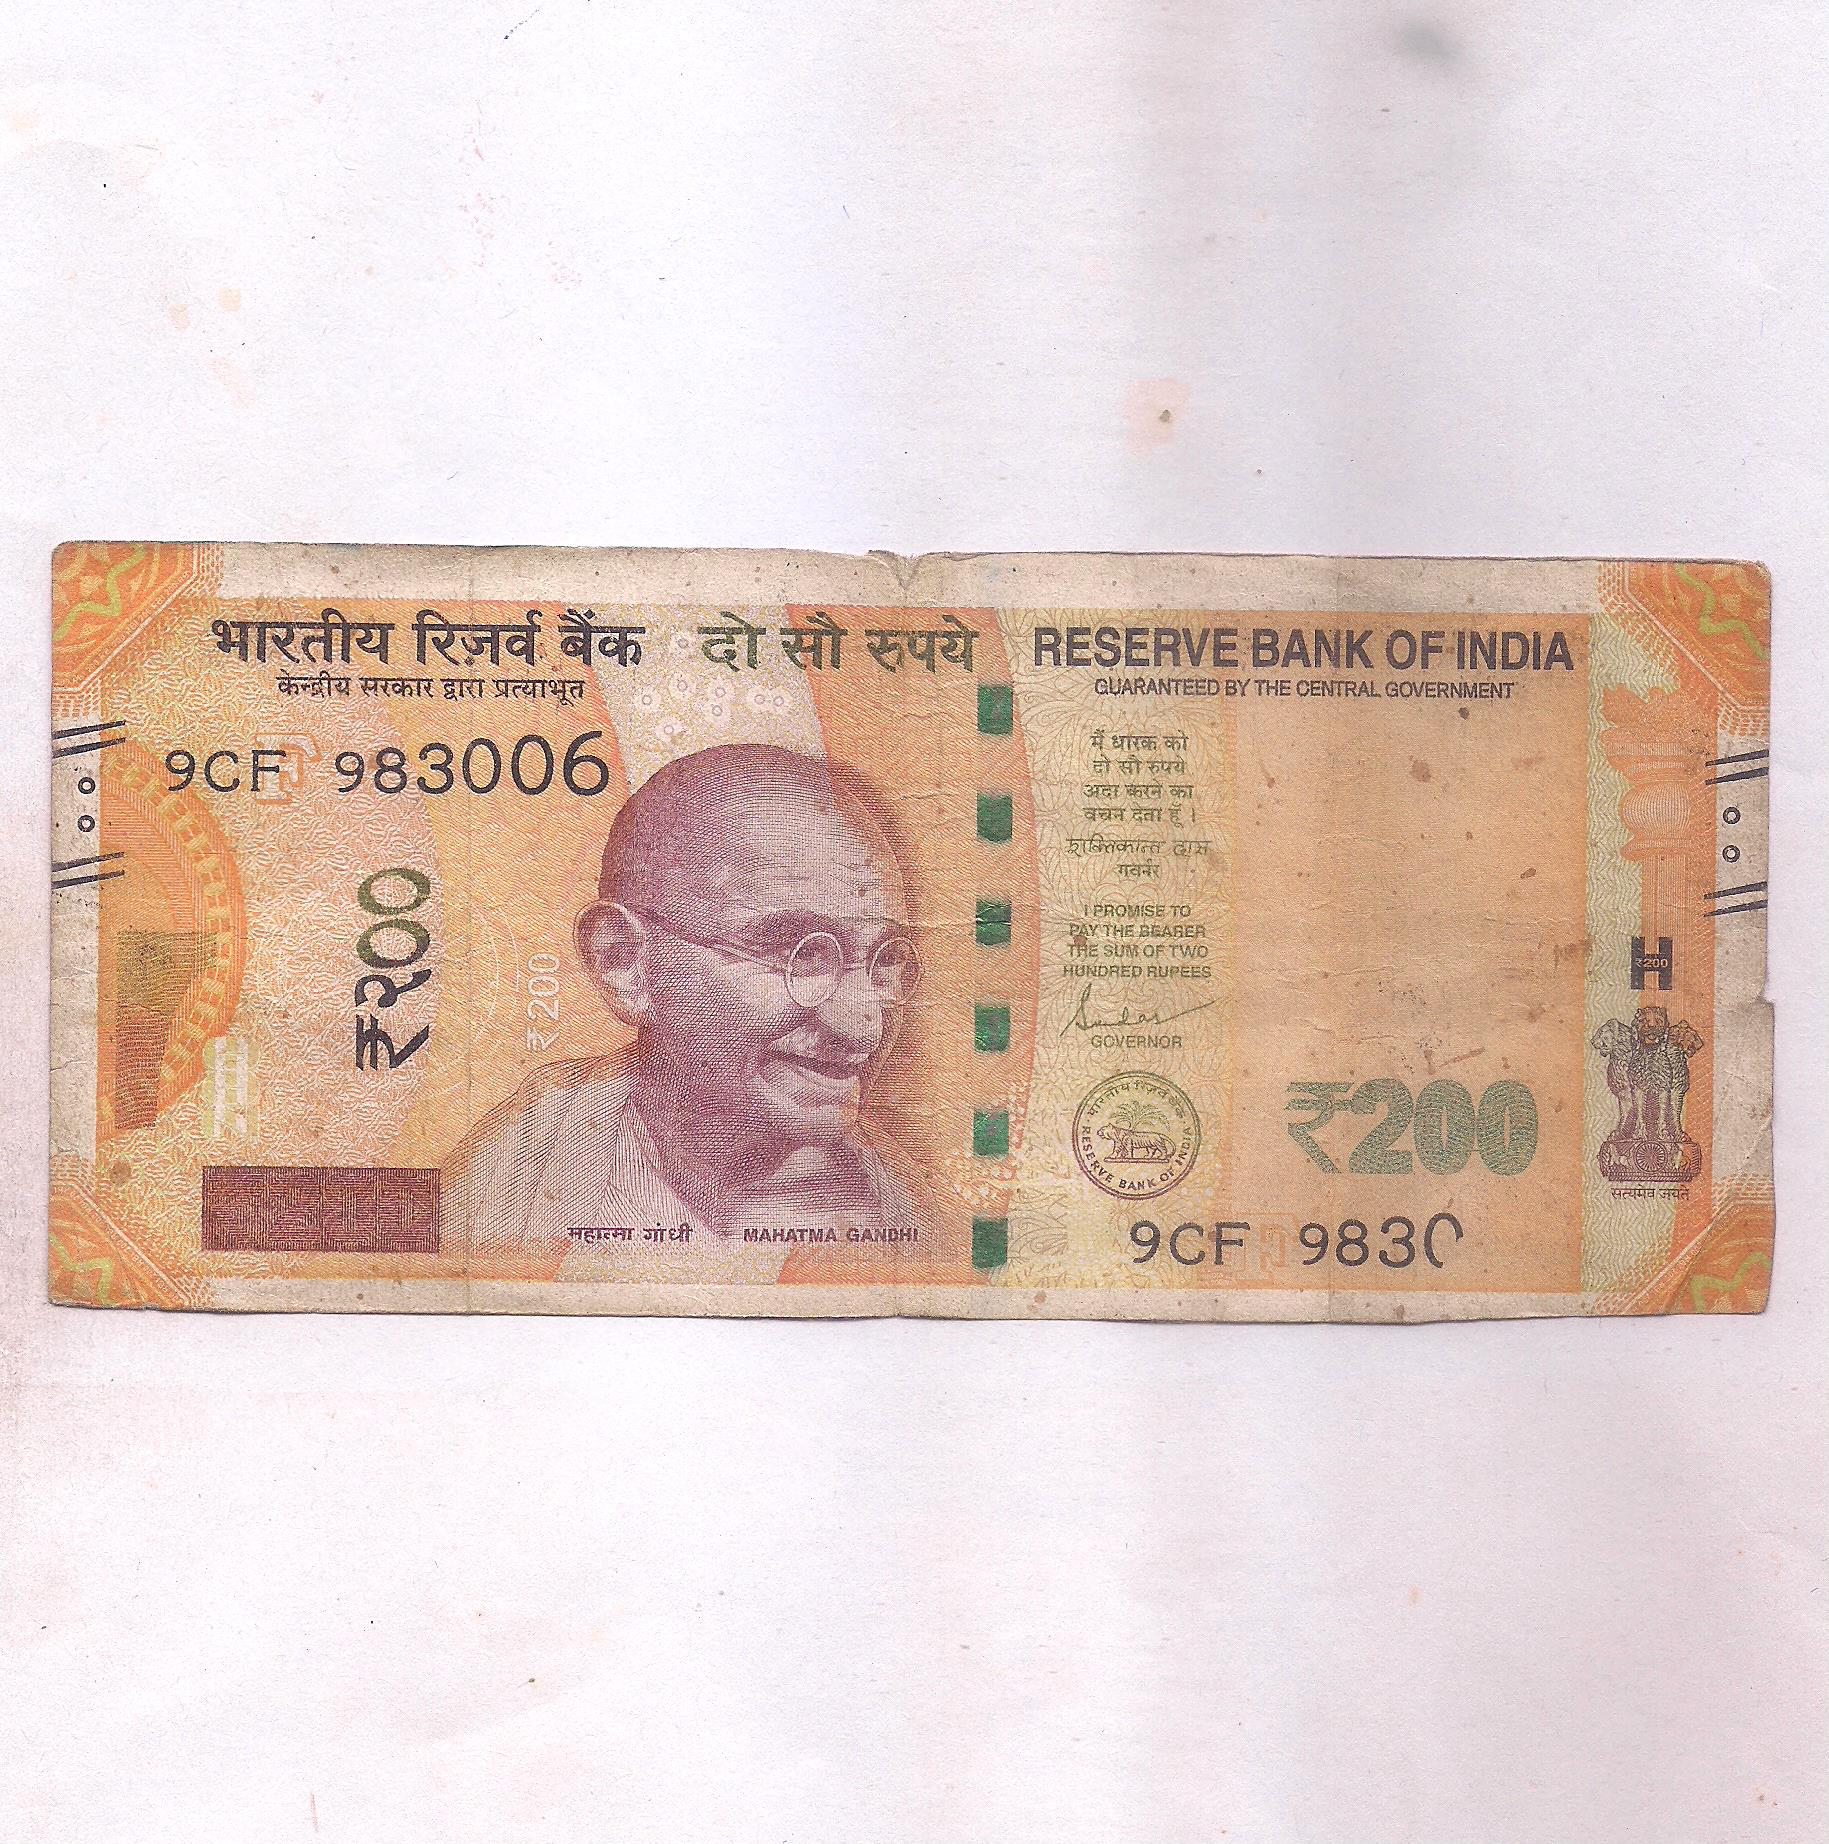 भारतीय रिज़र्व बैंक दो सौ रुपये
केन्द्रीय सरकार द्वारा प्रत्याभूत
RESERVE BANK OF INDIA
GUARANTEED BY THE CENTRAL GOVERNMENT
9CF 983006
मैं धारक को
दो सौ रुपये
अदा करने का
वचन देता हूँ ।
शक्तिकान्त दास
गवर्नर
I PROMISE TO
PAY THE BEARER
THE SUM OF TWO
HUNDRED RUPEES
GOVERNOR
₹२००
₹200
H
₹200
भारतीय रिज़र्व बैंक
RESERVE BANK OF INDIA
₹200
सत्यमेव जयते
महात्मा गांधी MAHATMA GANDHI
9CF 9830